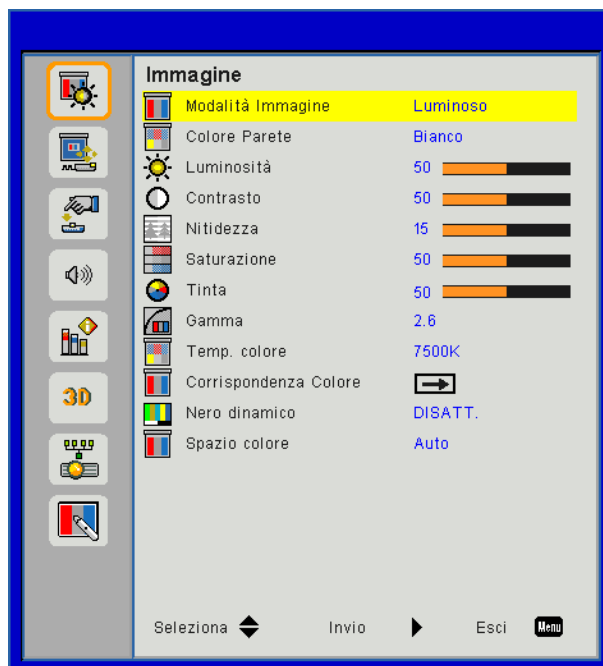 Immagine
Modalità Immagine Luminoso
Colore Parete Bianco
Luminosità 50
Contrasto 50
Nitidezza 15
Saturazione 50
Tinta 50
Gamma 2.6
Temp. colore 7500K
Corrispondenza Colore
Nero dinamico DISATT.
3D
Spazio colore Auto
Seleziona Invio Esci Menu